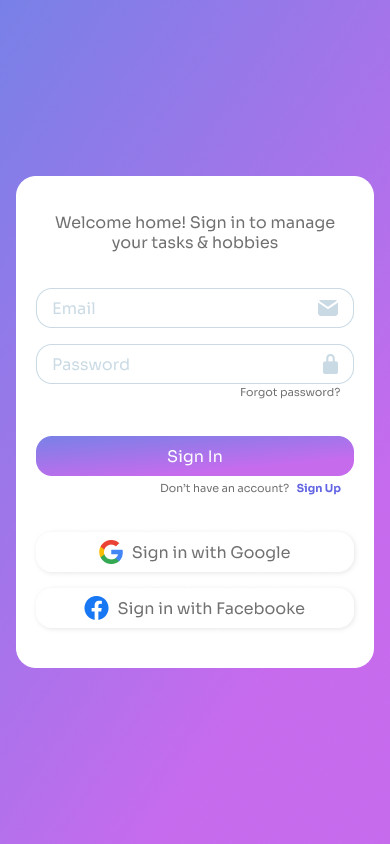 Welcome home! Sign in to manage
your tasks & hobbies
Email
Password
Forgot password?
Sign In
Don't have an account? Sign Up
Sign in with Google
Sign in with Facebooke